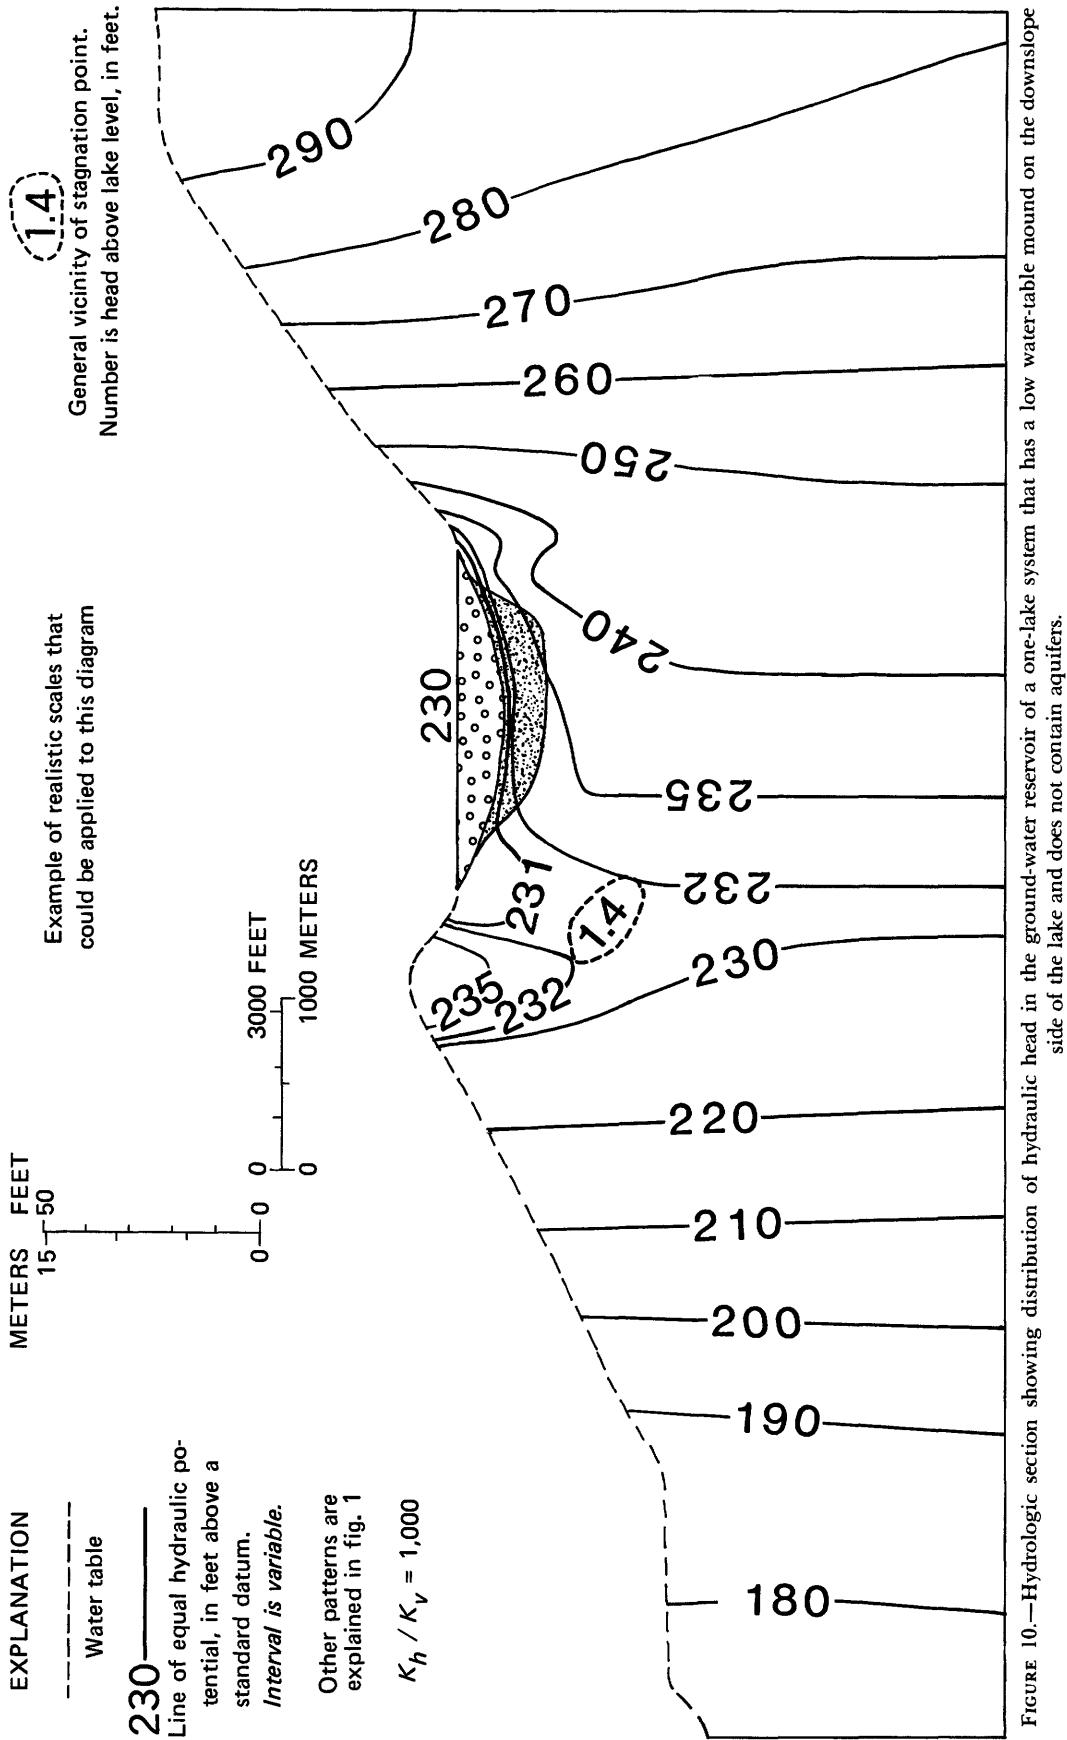 EXPLANATION
Water table
230
Line of equal hydraulic po-
tential, in feet above a
standard datum.
Interval is variable.
Other patterns are
explained in fig. 1
Kh / Kv = 1,000
METERS FEET
15 50
0 0
3000 FEET
0
1000 METERS
0
Example of realistic scales that
could be applied to this diagram
1.4
General vicinity of stagnation point.
Number is head above lake level, in feet.
180
190
200
210
220
230
235
232
231
1.4
232
235
230
240
250
260
270
280
290
FIGURE 10.—Hydrologic section showing distribution of hydraulic head in the ground-water reservoir of a one-lake system that has a low water-table mound on the downslope
side of the lake and does not contain aquifers.